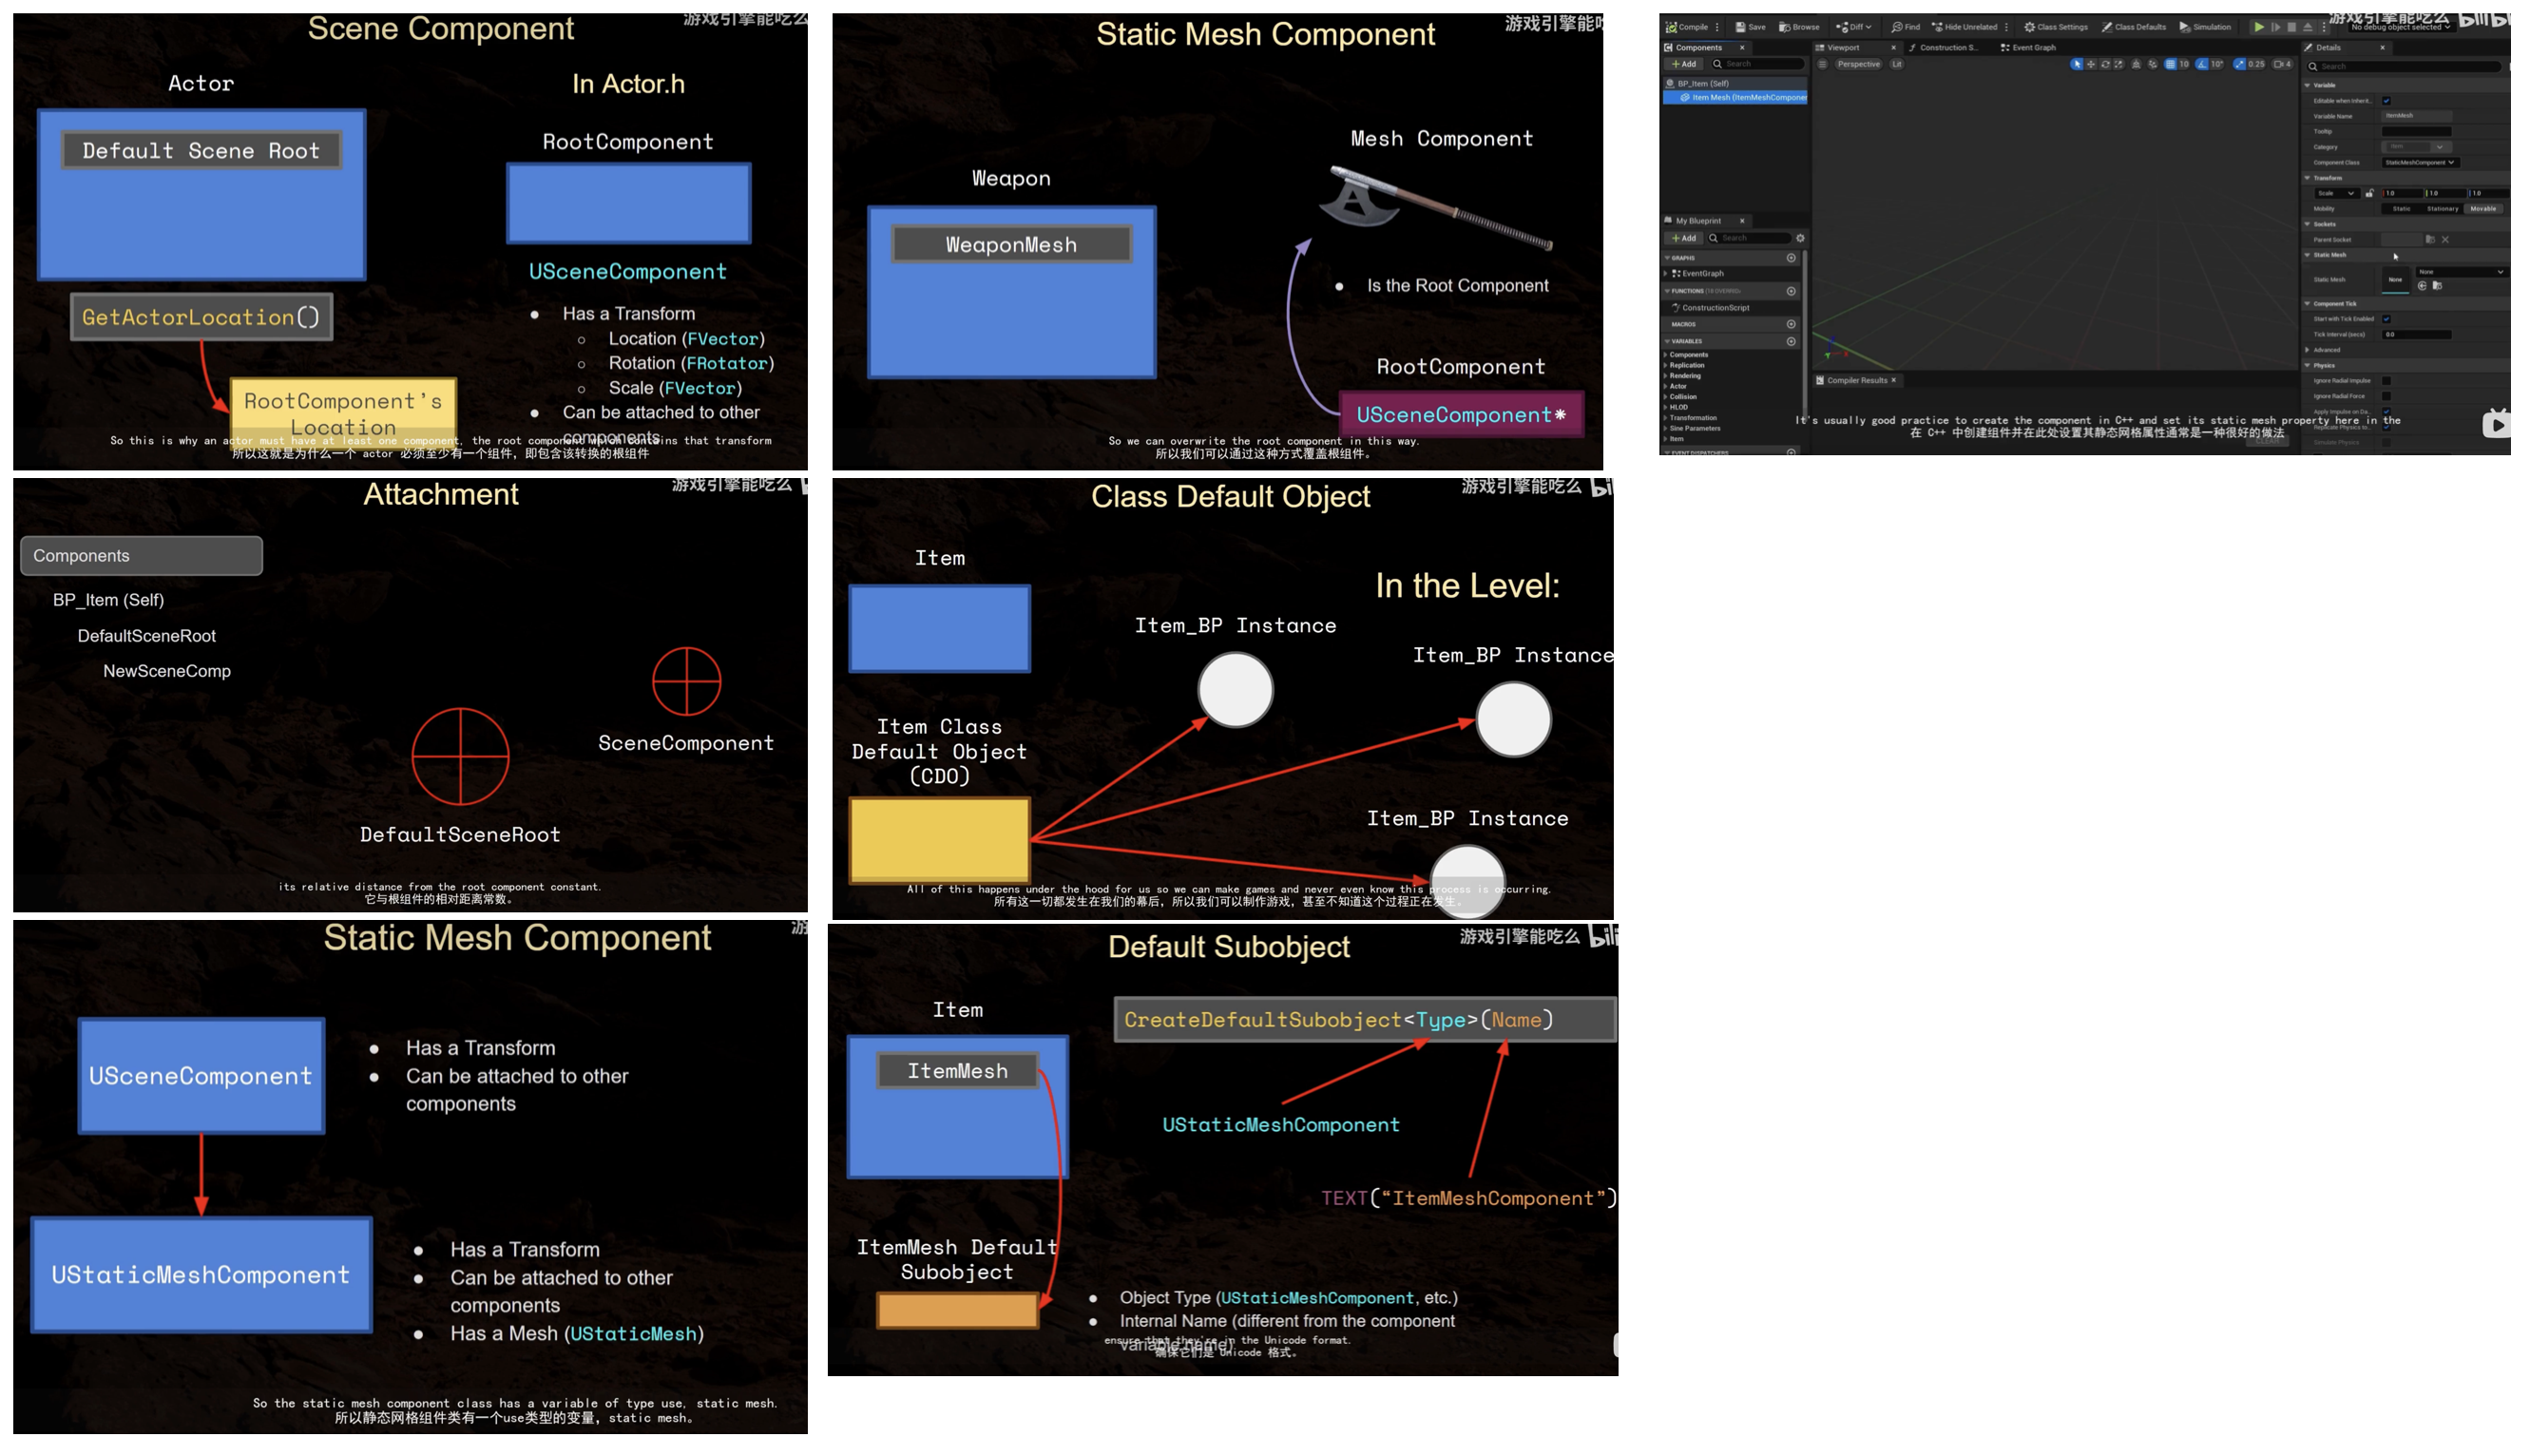 Scene Component
游戏引擎能吃么
Actor
In Actor.h
Default Scene Root
RootComponent
USceneComponent
GetActorLocation()
● Has a Transform
○ Location (FVector)
○ Rotation (FRotator)
○ Scale (FVector)
● Can be attached to other
components
RootComponent's
Location
So this is why an actor must have at least one component, the root component which contains that transform
所以这就是为什么一个 actor 必须至少有一个组件，即包含该转换的根组件
Static Mesh Component
游戏引擎能
Mesh Component
Weapon
WeaponMesh
● Is the Root Component
RootComponent
USceneComponent*
So we can overwrite the root component in this way.
所以我们可以通过这种方式覆盖根组件。
游戏引擎能吃么 bilib
Compile Save Browse Diff Find Hide Unrelated Class Settings Class Defaults Simulation No debug object selected
Components Viewport Construction S... Event Graph Details
+ Add Search Perspective Lit 10 10° 0.25 4 Search
BP_Item (Self)
Item Mesh (ItemMeshComponer
Variable
Editable when Inherit...
Variable Name ItemMesh
Tooltip
Category Item
Component Class StaticMeshComponent
Transform
Scale 1.0 1.0 1.0
Mobility Static Stationary Movable
Sockets
Parent Socket
Static Mesh
Static Mesh None None
Component Tick
Start with Tick Enabled
Tick Interval (secs) 0.0
Advanced
Physics
Ignore Radial Impulse
Ignore Radial Force
Apply Impulse on Da...
Replicate Physics
Simulate Physics
My Blueprint
+ Add Search
GRAPHS
EventGraph
FUNCTIONS
ConstructionScript
MACROS
VARIABLES
Components
Replication
Rendering
Actor
Collision
HLOD
Transformation
Sine Parameters
Item
EVENT DISPATCHERS
Compiler Results
It's usually good practice to create the component in C++ and set its static mesh property here in the
在 C++ 中创建组件并在此处设置其静态网格属性通常是一种很好的做法
CLEAR
Attachment
游戏引擎能吃么
Components
BP_Item (Self)
DefaultSceneRoot
NewSceneComp
SceneComponent
DefaultSceneRoot
its relative distance from the root component constant.
它与根组件的相对距离常数。
Class Default Object
游戏引擎能吃么 bil
Item
In the Level:
Item_BP Instance
Item_BP Instance
Item Class
Default Object
(CDO)
Item_BP Instance
All of this happens under the hood for us so we can make games and never even know this process is occurring.
所有这一切都发生在我们的幕后，所以我们可以制作游戏，甚至不知道这个过程正在发生。
Static Mesh Component
游
USceneComponent
● Has a Transform
● Can be attached to other
components
UStaticMeshComponent
● Has a Transform
● Can be attached to other
components
● Has a Mesh (UStaticMesh)
So the static mesh component class has a variable of type use, static mesh.
所以静态网格组件类有一个use类型的变量，static mesh。
Default Subobject
游戏引擎能吃么 bili
Item
CreateDefaultSubobject<Type>(Name)
ItemMesh
UStaticMeshComponent
TEXT(“ItemMeshComponent”)
ItemMesh Default
Subobject
● Object Type (UStaticMeshComponent, etc.)
● Internal Name (different from the component
variable name)
ensure that they're in the Unicode format.
确保它们是 Unicode 格式。